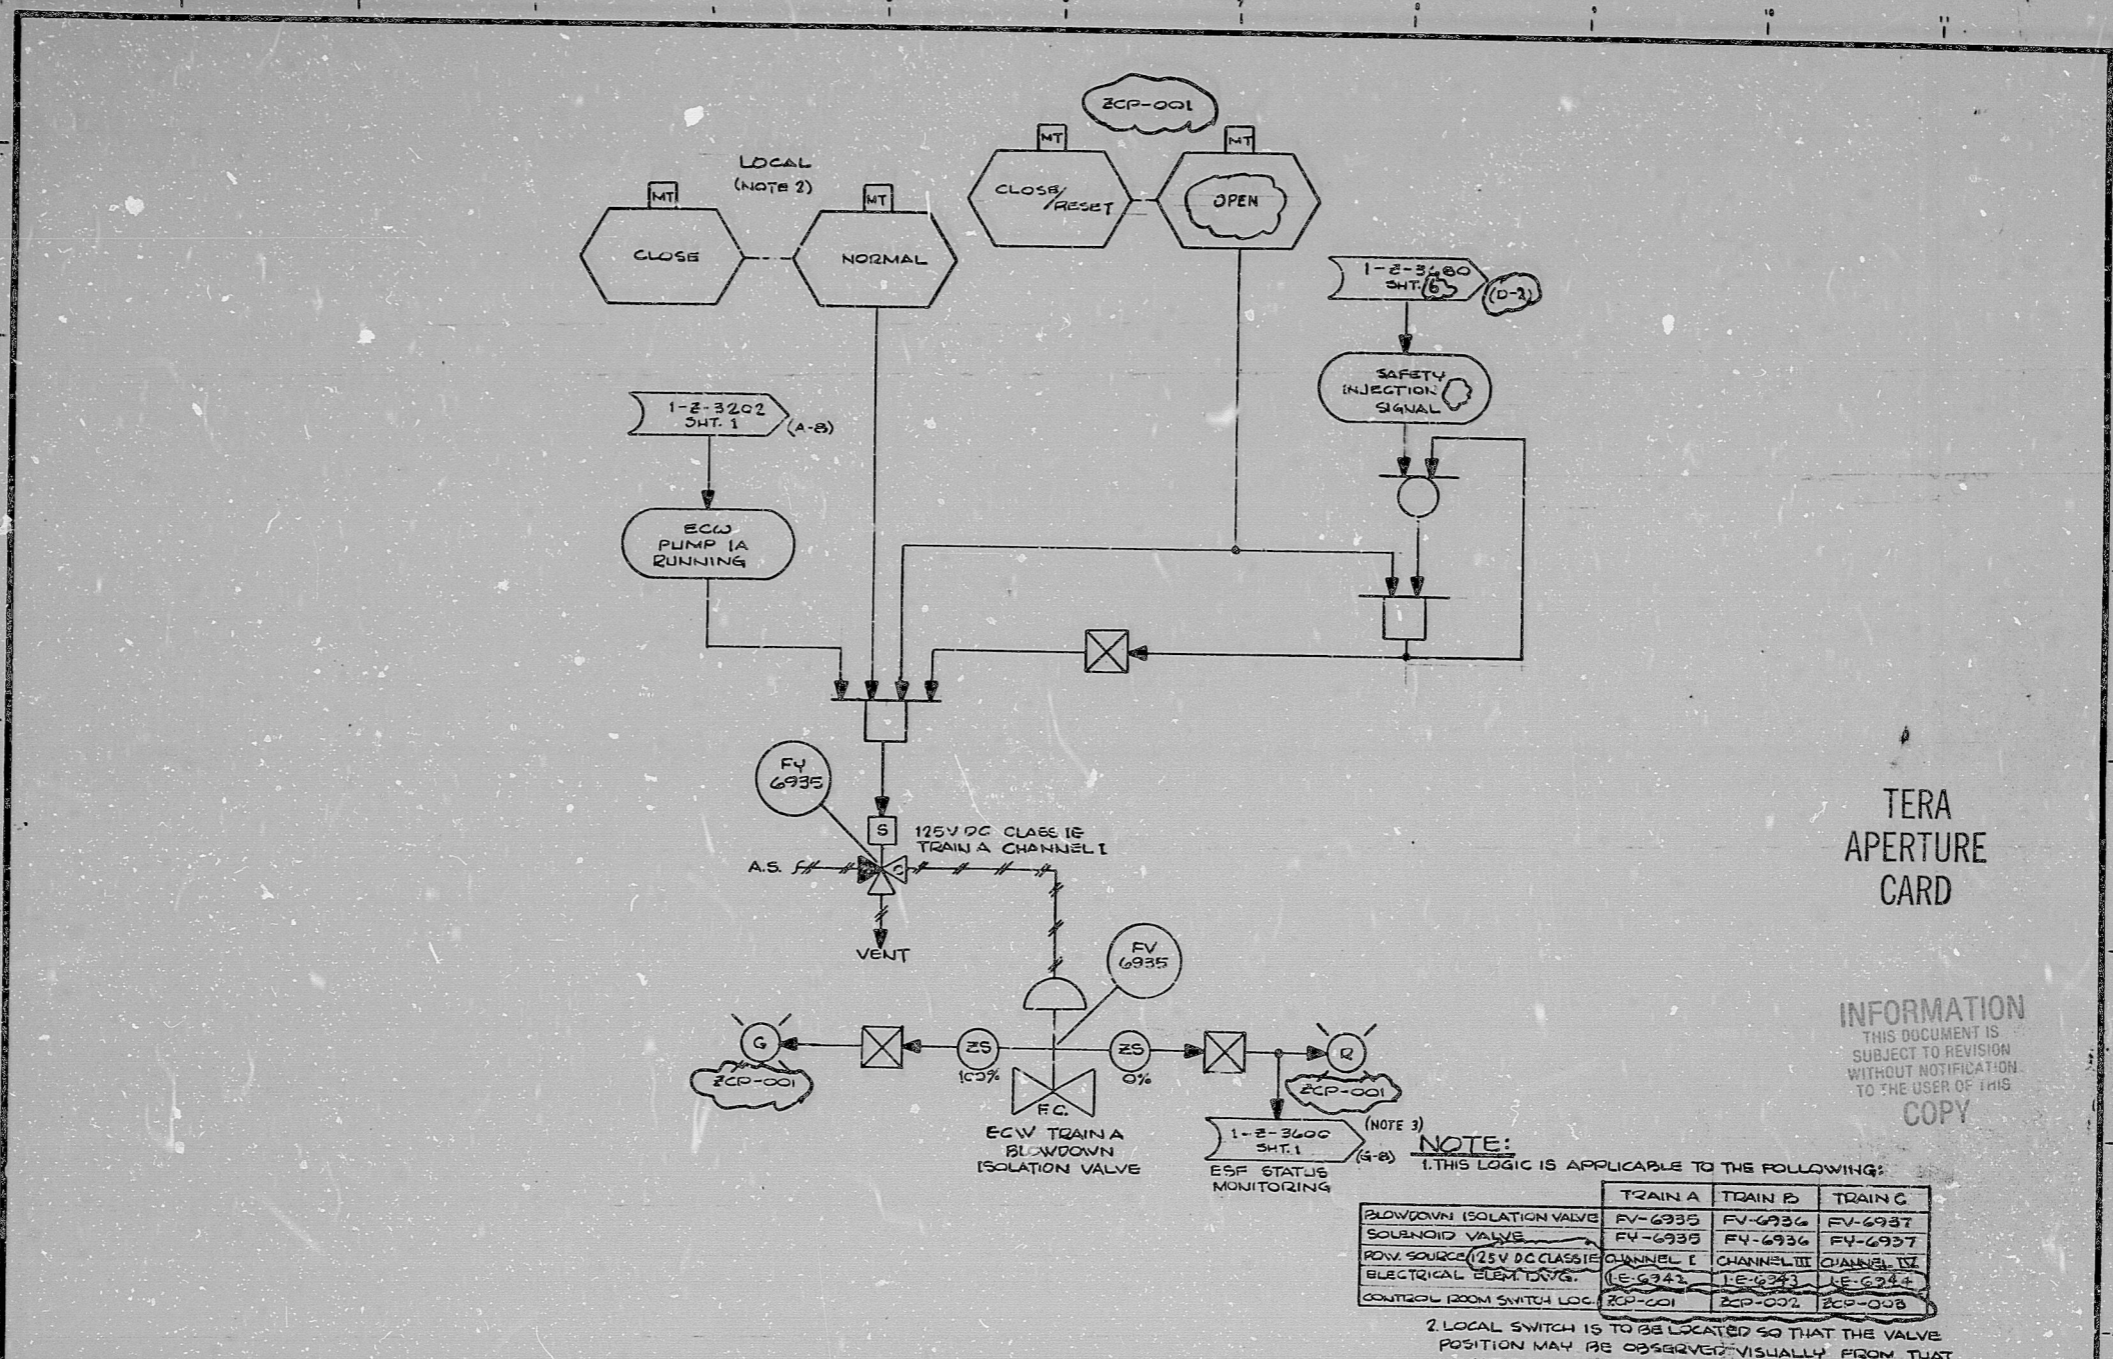 5
6
7
8
9
10
11
ZCP-001
MT
MT
LOCAL
(NOTE 2)
MT
MT
CLOSE/
RESET
OPEN
CLOSE
NORMAL
1-Z-3480
SHT. 6
(D-2)
SAFETY
INJECTION
SIGNAL
1-Z-3202
SHT. 1
(A-8)
ECW
PUMP 1A
RUNNING
FY
6935
S
125V DC CLASS 1E
TRAIN A CHANNEL I
A.S.
C
VENT
FV
6935
G
ZS
100%
ZS
0%
R
ZCP-001
ZCP-001
F.C.
ECW TRAIN A
BLOWDOWN
ISOLATION VALVE
1-Z-3606
SHT. 1
(NOTE 3)
(G-8)
ESF STATUS
MONITORING
TERA
APERTURE
CARD
INFORMATION
THIS DOCUMENT IS
SUBJECT TO REVISION
WITHOUT NOTIFICATION
TO THE USER OF THIS
COPY
NOTE:
1. THIS LOGIC IS APPLICABLE TO THE FOLLOWING:
TRAIN A TRAIN B TRAIN C
BLOWDOWN ISOLATION VALVE FV-6935 FV-6936 FV-6937
SOLENOID VALVE FY-6935 FY-6936 FY-6937
POW. SOURCE 125V DC CLASS 1E CHANNEL I CHANNEL III CHANNEL IV
ELECTRICAL ELEM. DWG. 1-E-6942 1-E-6943 1-E-6944
CONTROL ROOM SWITCH LOC. ZCP-001 ZCP-002 ZCP-003
2. LOCAL SWITCH IS TO BE LOCATED SO THAT THE VALVE
POSITION MAY BE OBSERVED VISUALLY FROM THAT